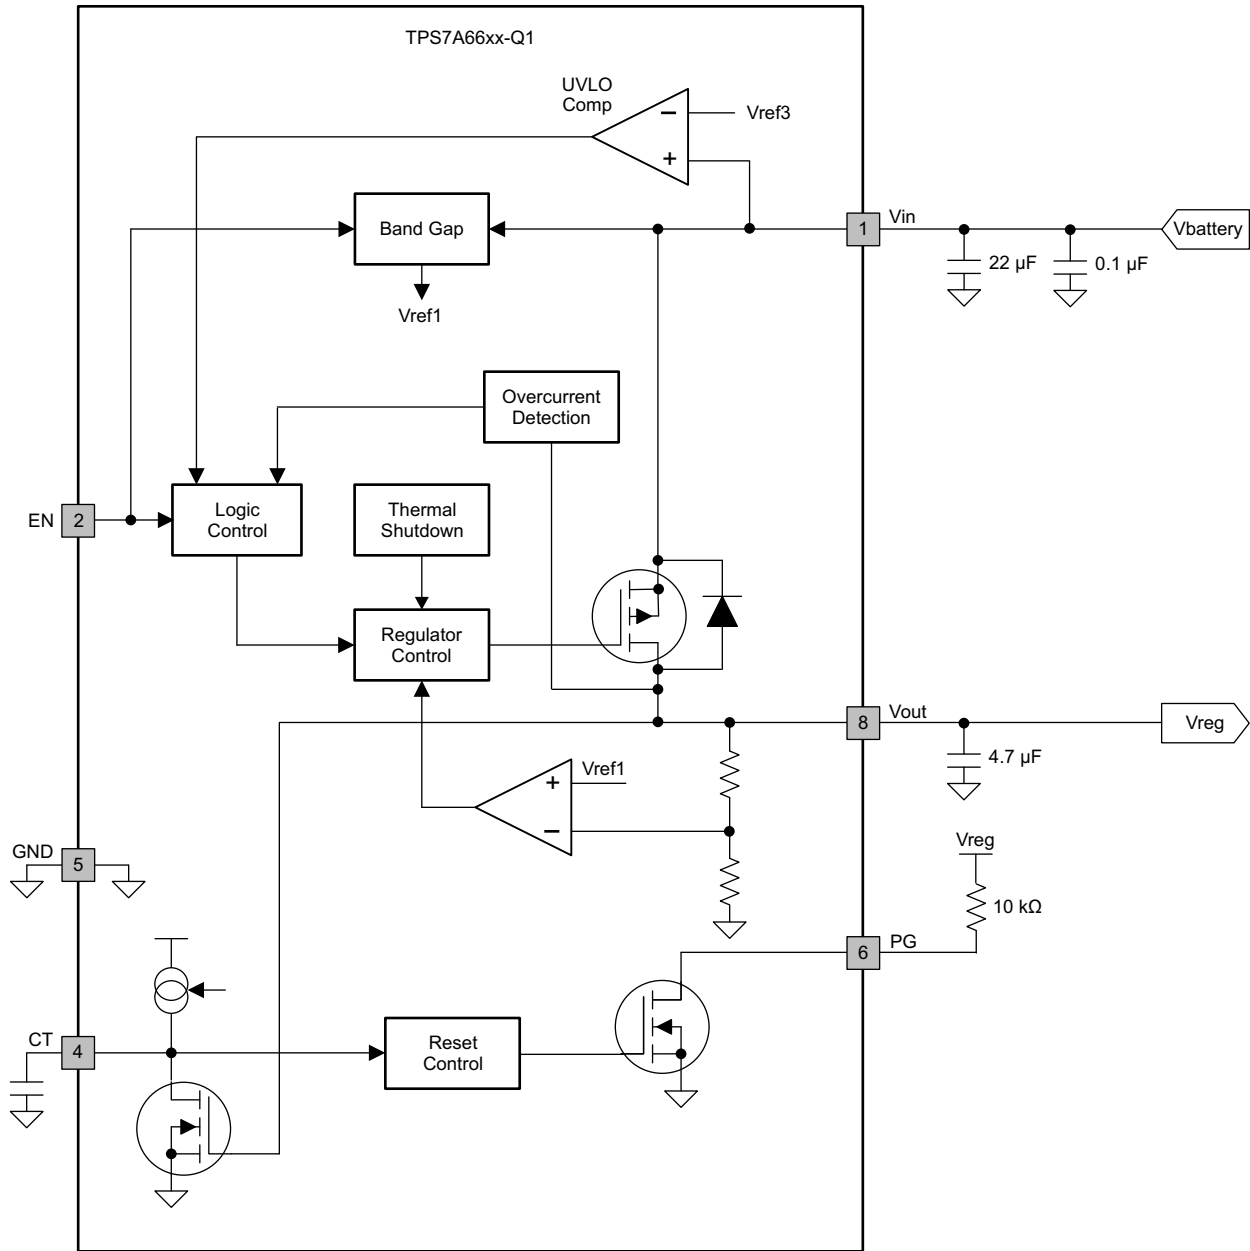 TPS7A66xx-Q1
UVLO
Comp
−
Vref3
+
Band Gap
Vref1
1
Vin
Vbattery
22 µF
0.1 µF
Overcurrent
Detection
EN
2
Logic
Control
Thermal
Shutdown
Regulator
Control
8
Vout
Vreg
4.7 µF
+
Vref1
−
GND
5
Vreg
10 kΩ
6
PG
CT
4
Reset
Control